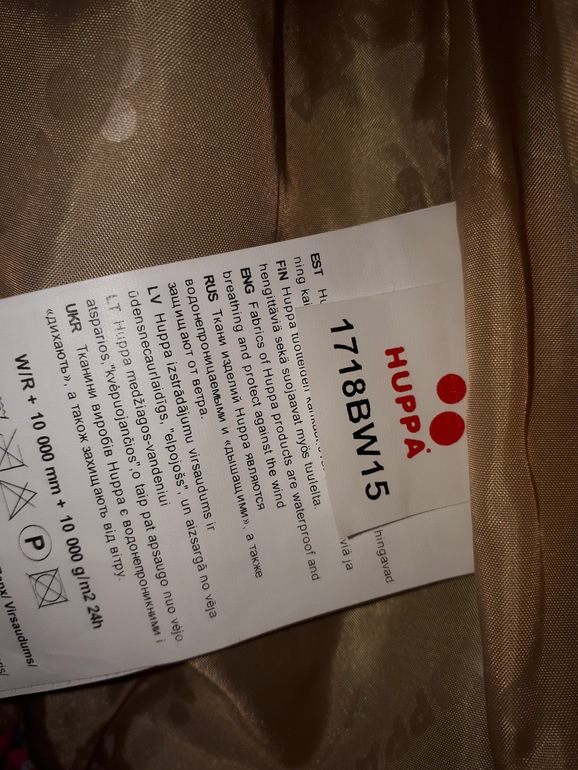 HUPPA
1718BW15
EST
ning
hingavad
FIN Huppa tuotteiden
hengittäviä sekä suojaavat myös tuulelta.
ENG Fabrics of Huppa products are waterproof and
breathing and protect against the wind
RUS Ткани изделий Huppa являются
водонепроницаемыми и «дышащими», а также
защищают от ветра.
LV Huppa izstrādājumu virsaudums ir
ūdensnecaurlaidīgs, "elpojošs", un aizsargā no vēja
LT Huppa medžiagos-vandeniui
atsparios,"kvėpuojančios",o taip pat apsaugo nuo vėjo.
UKR Тканини виробів Huppa є водонепроникними і
«дихають», а також захищають від вітру.
W/R + 10 000 mm + 10 000 g/m2 24h
P
Virsaudums/